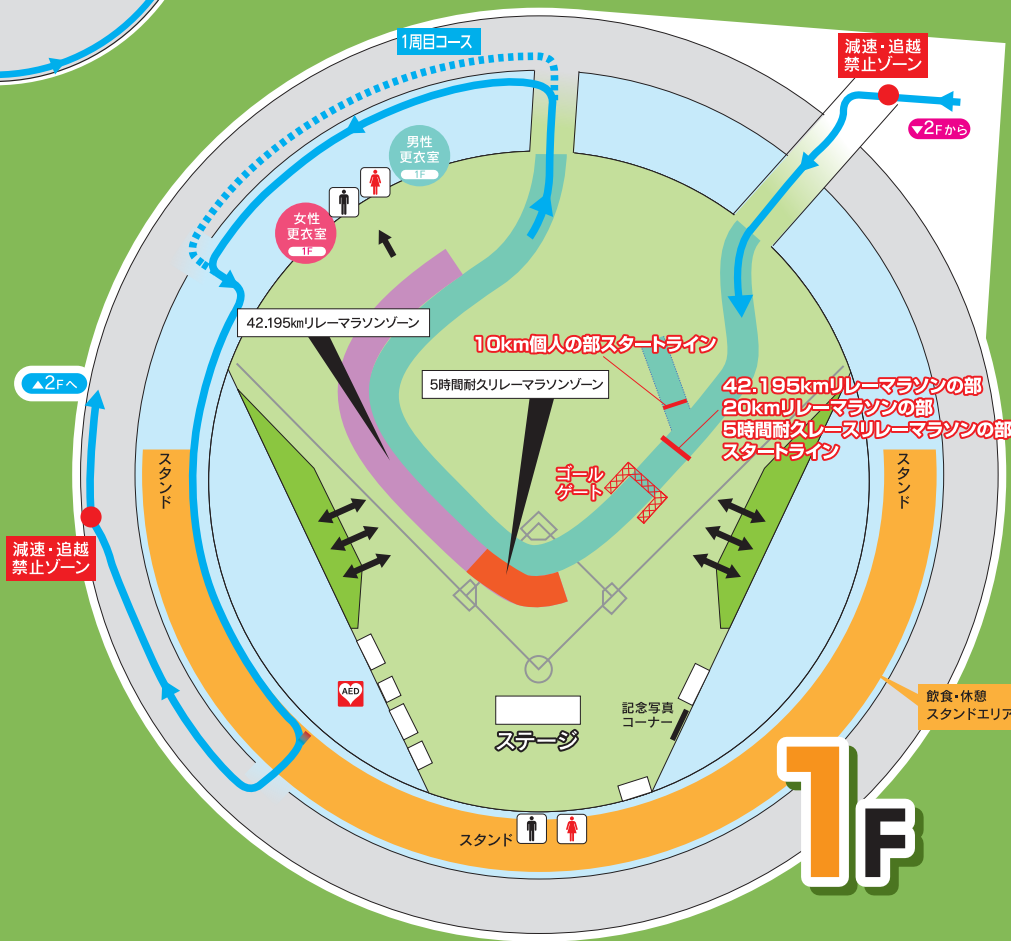 1周目コース
減速・追越
禁止ゾーン
▼2Fから
男性
更衣室
1F
女性
更衣室
1F
42.195kmリレーマラソンゾーン
10km個人の部スタートライン
5時間耐久リレーマラソンゾーン
▲2Fへ
42.195kmリレーマラソンの部
20kmリレーマラソンの部
5時間耐久レースリレーマラソンの部
スタートライン
ゴール
ゲート
スタンド
スタンド
減速・追越
禁止ゾーン
AED
記念写真
コーナー
飲食・休憩
スタンドエリア
ステージ
スタンド
1F